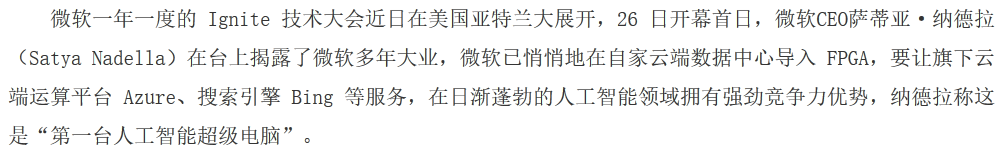 微软一年一度的 Ignite 技术大会近日在美国亚特兰大展开，26 日开幕首日，微软CEO萨蒂亚·纳德拉
（Satya Nadella）在台上揭露了微软多年大业，微软已悄悄地在自家云端数据中心导入 FPGA，要让旗下云
端运算平台 Azure、搜索引擎 Bing 等服务，在日渐蓬勃的人工智能领域拥有强劲竞争力优势，纳德拉称这
是“第一台人工智能超级电脑”。